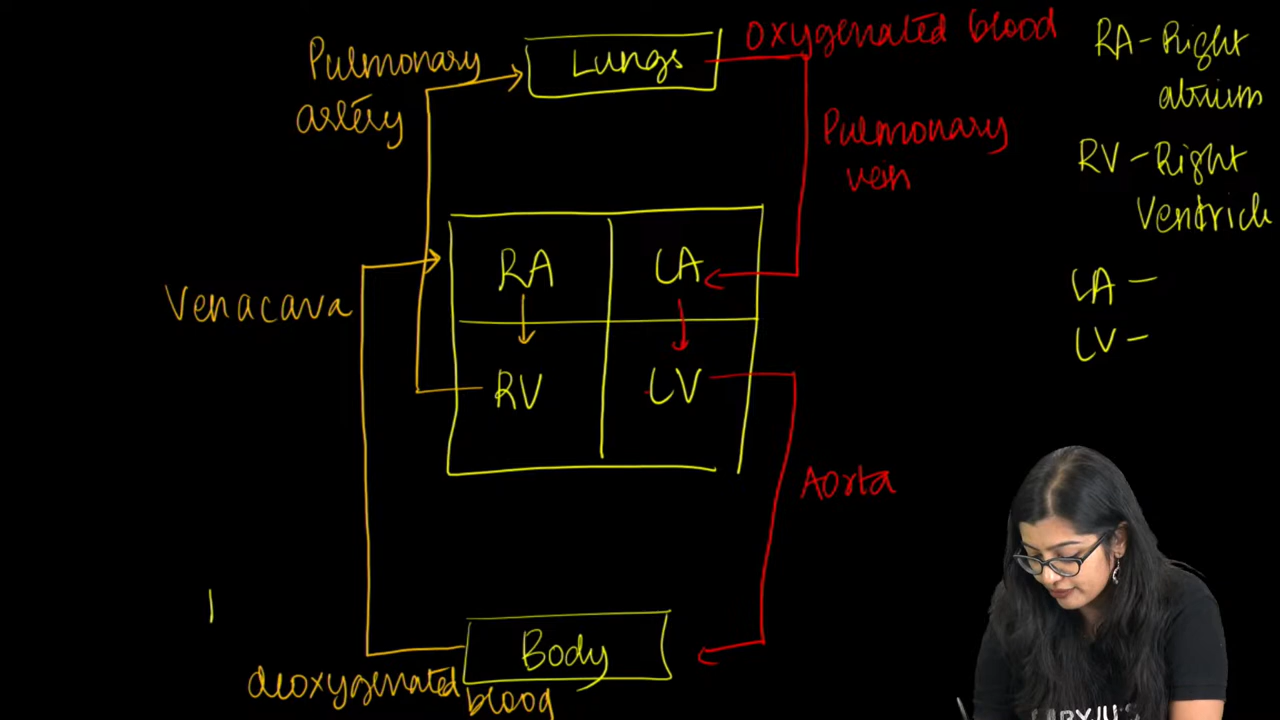 Pulmonary
artery
Lungs
oxygenated blood
Pulmonary
vein
RA - Right
atrium
RV - Right
Ventricle
LA -
LV -
Venacava
RA
LA
RV
LV
Aorta
Body
deoxygenated
blood